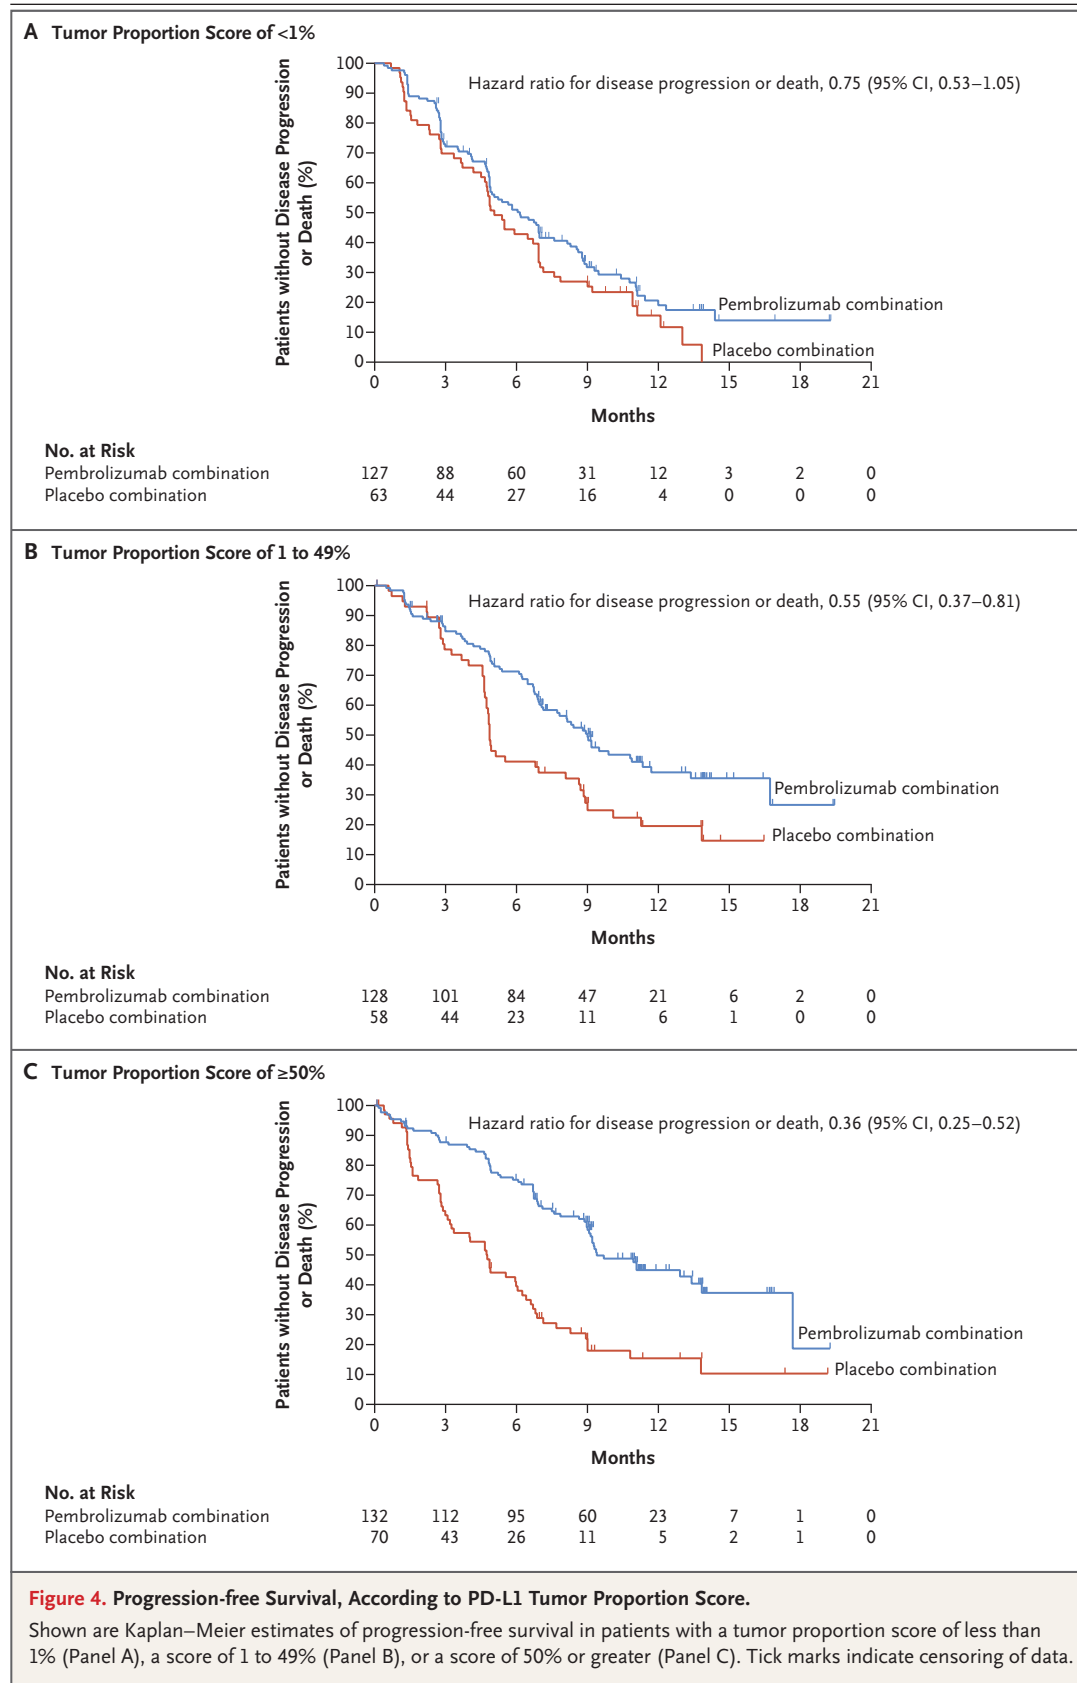 A Tumor Proportion Score of <1%
Patients without Disease Progression
or Death (%)
100
90
80
70
60
50
40
30
20
10
0
Hazard ratio for disease progression or death, 0.75 (95% CI, 0.53–1.05)
Pembrolizumab combination
Placebo combination
0 3 6 9 12 15 18 21
Months
No. at Risk
Pembrolizumab combination 127 88 60 31 12 3 2 0
Placebo combination 63 44 27 16 4 0 0 0
B Tumor Proportion Score of 1 to 49%
Patients without Disease Progression
or Death (%)
100
90
80
70
60
50
40
30
20
10
0
Hazard ratio for disease progression or death, 0.55 (95% CI, 0.37–0.81)
Pembrolizumab combination
Placebo combination
0 3 6 9 12 15 18 21
Months
No. at Risk
Pembrolizumab combination 128 101 84 47 21 6 2 0
Placebo combination 58 44 23 11 6 1 0 0
C Tumor Proportion Score of ≥50%
Patients without Disease Progression
or Death (%)
100
90
80
70
60
50
40
30
20
10
0
Hazard ratio for disease progression or death, 0.36 (95% CI, 0.25–0.52)
Pembrolizumab combination
Placebo combination
0 3 6 9 12 15 18 21
Months
No. at Risk
Pembrolizumab combination 132 112 95 60 23 7 1 0
Placebo combination 70 43 26 11 5 2 1 0
Figure 4. Progression-free Survival, According to PD-L1 Tumor Proportion Score.
Shown are Kaplan–Meier estimates of progression-free survival in patients with a tumor proportion score of less than
1% (Panel A), a score of 1 to 49% (Panel B), or a score of 50% or greater (Panel C). Tick marks indicate censoring of data.